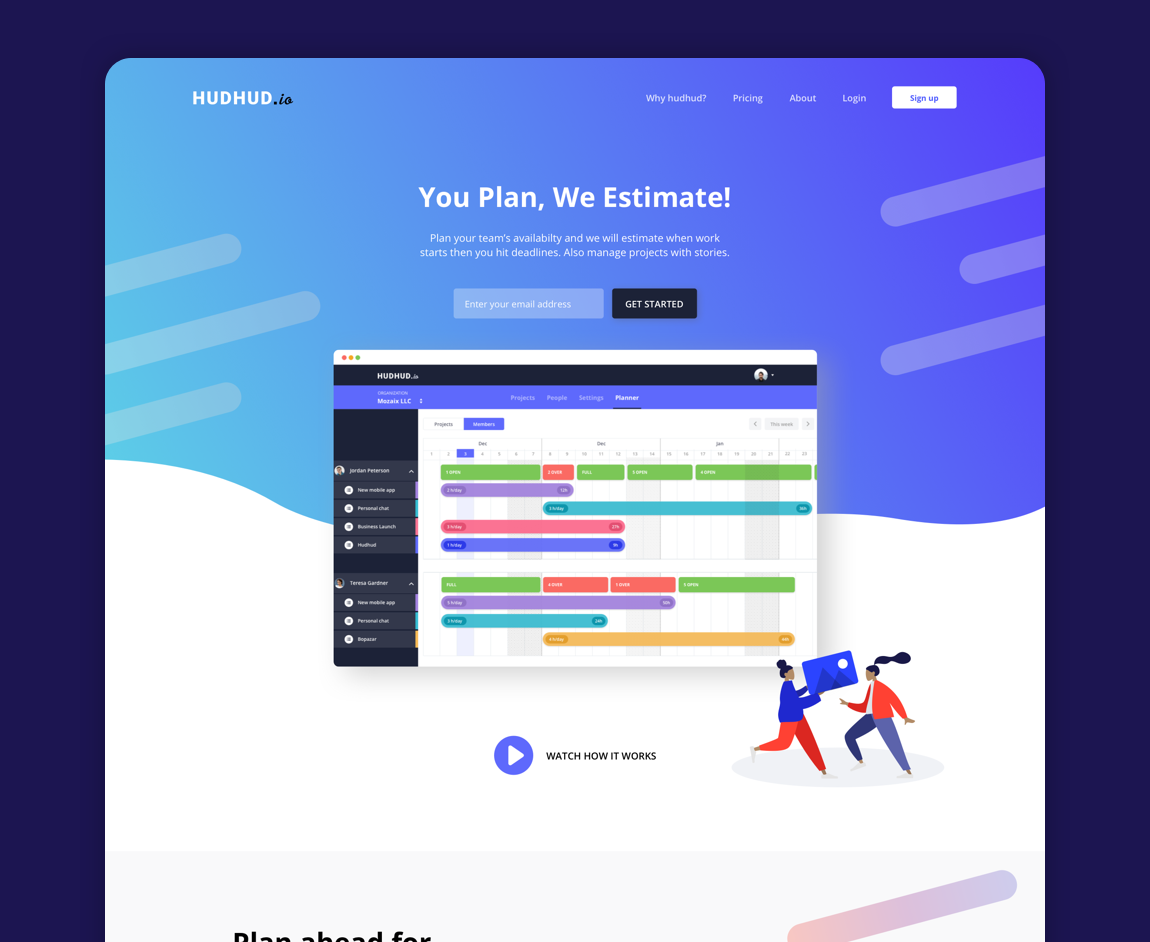 HUDHUD.io
Why hudhud? Pricing About Login Sign up
You Plan, We Estimate!
Plan your team's availabilty and we will estimate when work
starts then you hit deadlines. Also manage projects with stories.
Enter your email address GET STARTED
HUDHUD.io
ORGANIZATION
Mozaix LLC Projects People Settings Planner
Projects Members This week
Dec Dec Jan
1 2 3 4 5 6 7 8 9 10 11 12 13 14 15 16 17 18 19 20 21 22 23
Jordan Peterson 1 OPEN 2 OVER FULL 5 OPEN 4 OPEN
New mobile app 2 h/day 12h
Personal chat 3 h/day
Business Launch 3 h/day 27h
Hudhud 1 h/day 9h
Teresa Gardner FULL 4 OVER 1 OVER 5 OPEN
New mobile app 5 h/day 50h
Personal chat 3 h/day 24h
Bopazar 4 h/day 44h
WATCH HOW IT WORKS
Plan ahead for